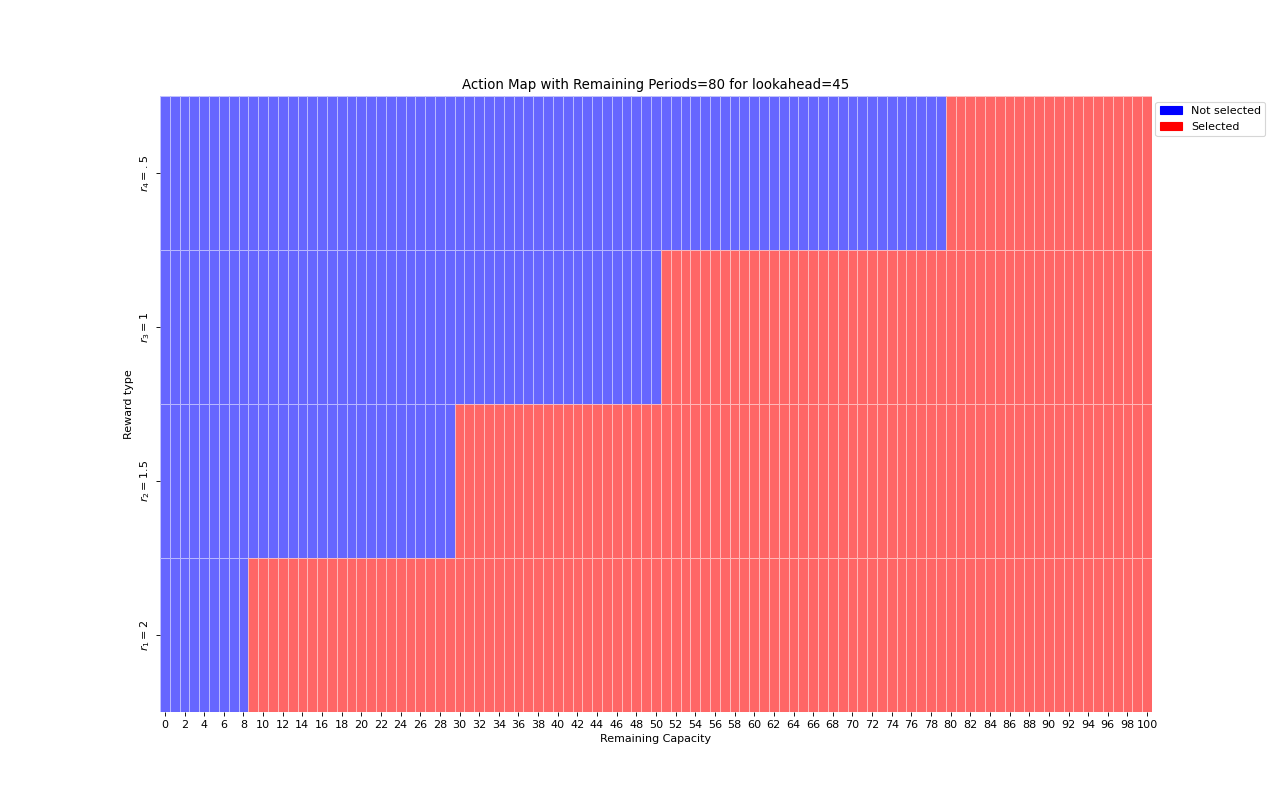 Action Map with Remaining Periods=80 for lookahead=45
Not selected
Selected
r₄ = .5
r₃ = 1
r₂ = 1.5
r₁ = 2
Reward type
0 2 4 6 8 10 12 14 16 18 20 22 24 26 28 30 32 34 36 38 40 42 44 46 48 50 52 54 56 58 60 62 64 66 68 70 72 74 76 78 80 82 84 86 88 90 92 94 96 98 100
Remaining Capacity